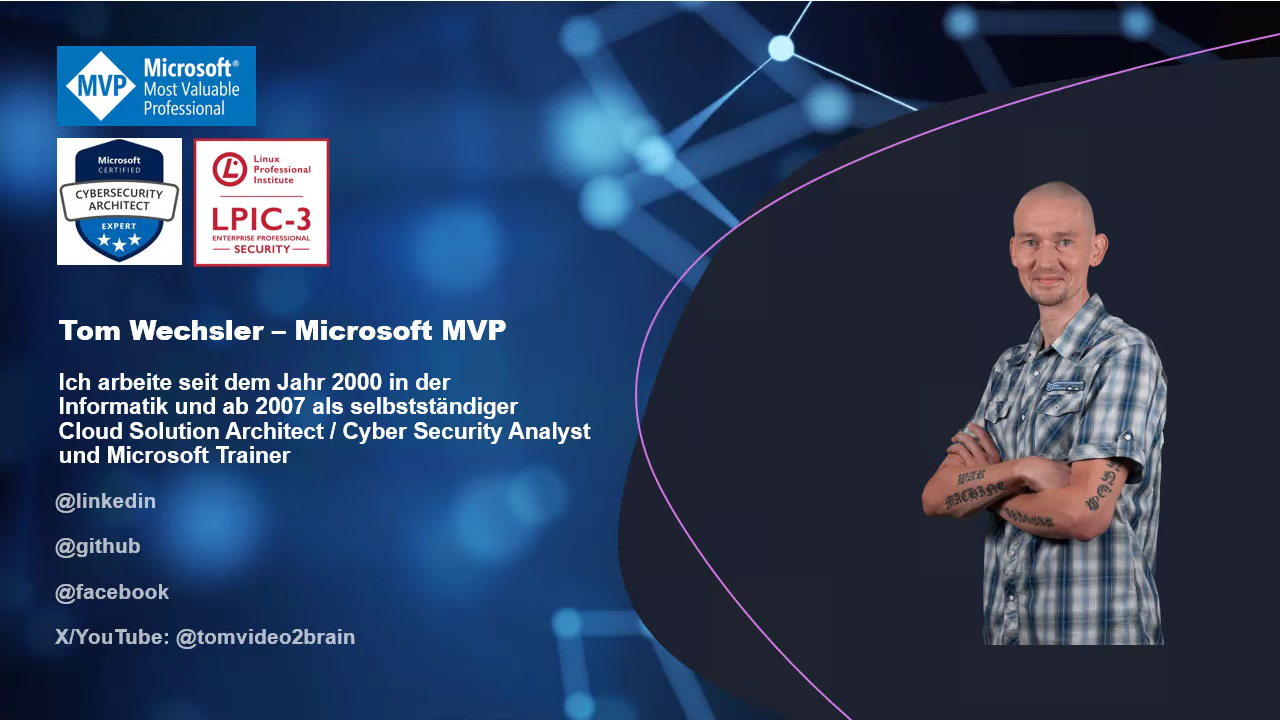 MVP
Microsoft®
Most Valuable
Professional
Microsoft
CERTIFIED
CYBERSECURITY
ARCHITECT
EXPERT
Linux
Professional
Institute
LPIC-3
ENTERPRISE PROFESSIONAL
SECURITY
Tom Wechsler – Microsoft MVP
Ich arbeite seit dem Jahr 2000 in der
Informatik und ab 2007 als selbstständiger
Cloud Solution Architect / Cyber Security Analyst
und Microsoft Trainer
@linkedin
@github
@facebook
X/YouTube: @tomvideo2brain
WAR
MACHINE